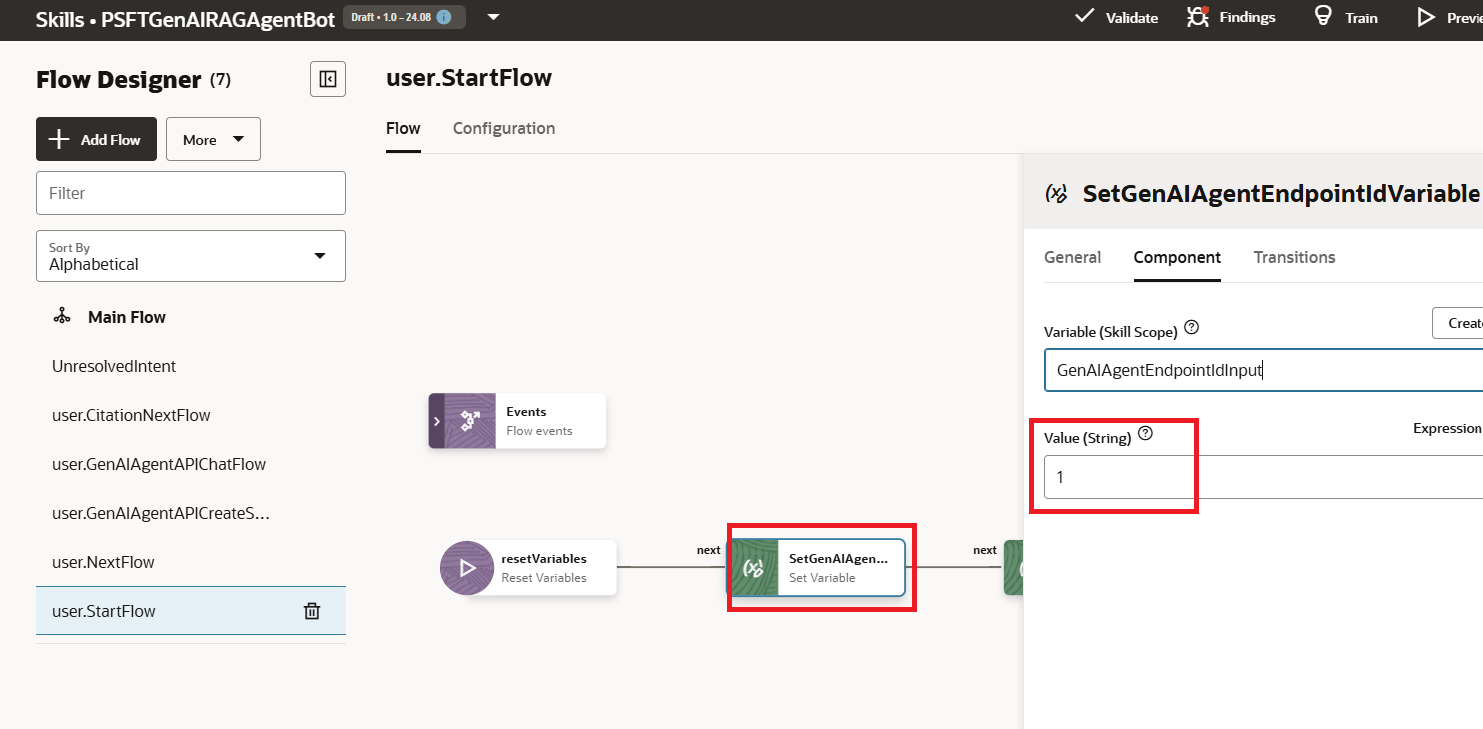 Skills • PSFTGenAIRAGAgentBot
Draft • 1.0 – 24.08
Validate
Findings
Train
Flow Designer (7)
Add Flow
More
Filter
Sort By
Alphabetical
Main Flow
UnresolvedIntent
user.CitationNextFlow
user.GenAIAgentAPIChatFlow
user.GenAIAgentAPICreateS...
user.NextFlow
user.StartFlow
user.StartFlow
Flow
Configuration
Events
Flow events
resetVariables
Reset Variables
next
SetGenAIAgen...
Set Variable
next
SetGenAIAgentEndpointIdVariable
General
Component
Transitions
Variable (Skill Scope)
GenAIAgentEndpointIdInput
Value (String)
Expression
1